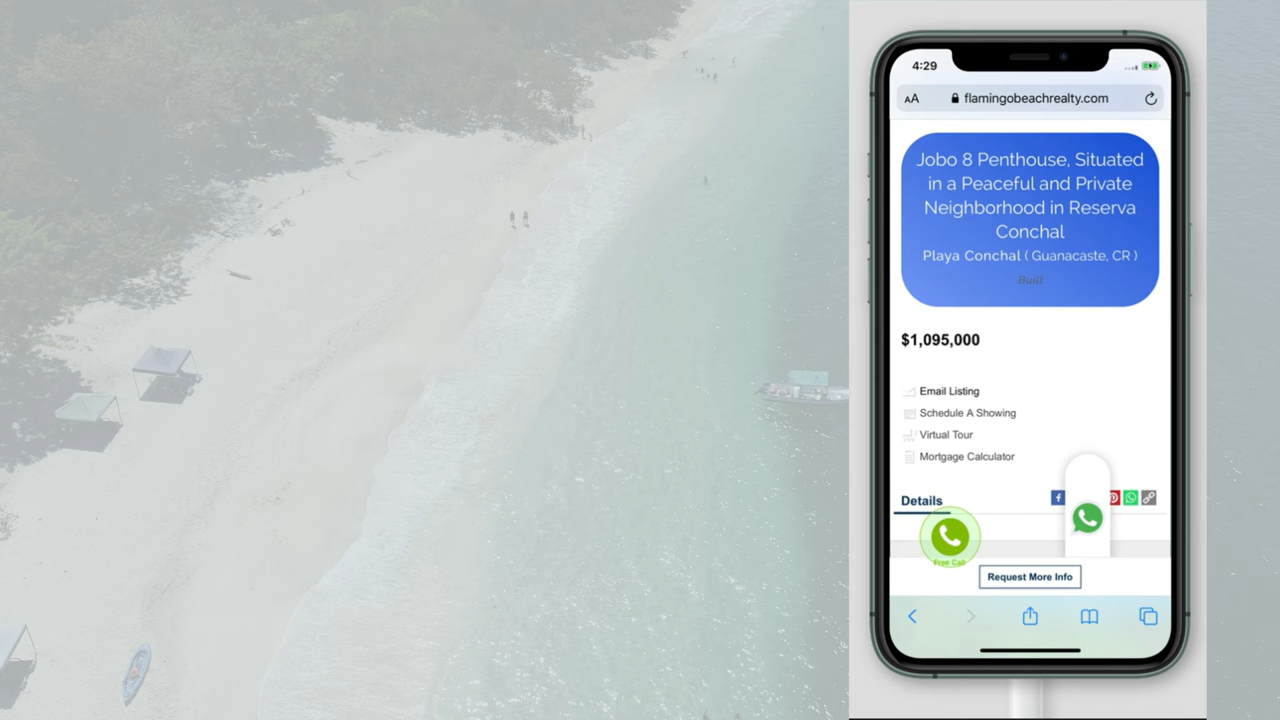 4:29
AA
flamingobeachrealty.com
Jobo 8 Penthouse, Situated
in a Peaceful and Private
Neighborhood in Reserva
Conchal
Playa Conchal ( Guanacaste, CR )
Built
$1,095,000
Email Listing
Schedule A Showing
Virtual Tour
Mortgage Calculator
Details
Free Call
Request More Info